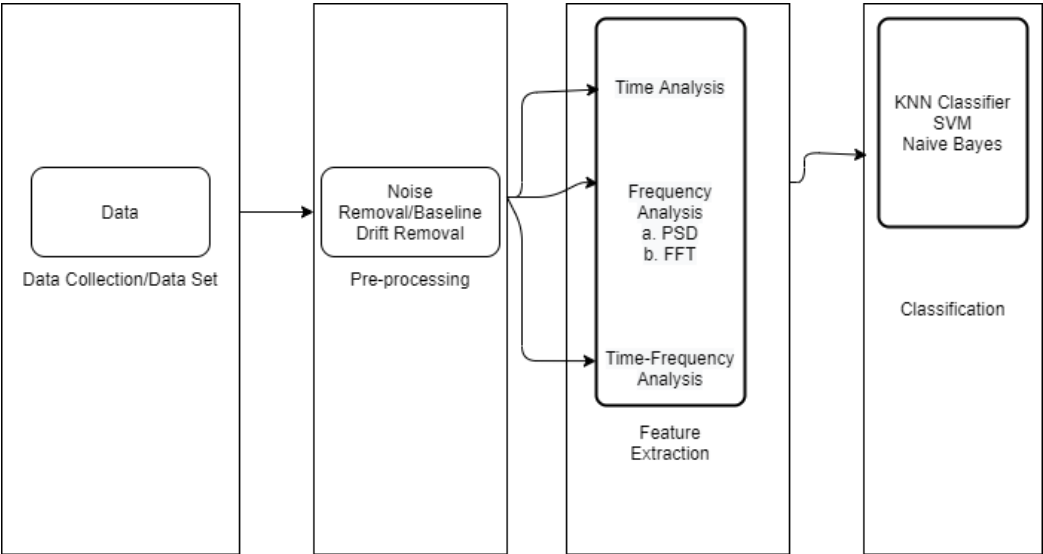 Data
Data Collection/Data Set
Noise
Removal/Baseline
Drift Removal
Pre-processing
Time Analysis
Frequency
Analysis
a. PSD
b. FFT
Time-Frequency
Analysis
Feature
Extraction
KNN Classifier
SVM
Naive Bayes
Classification